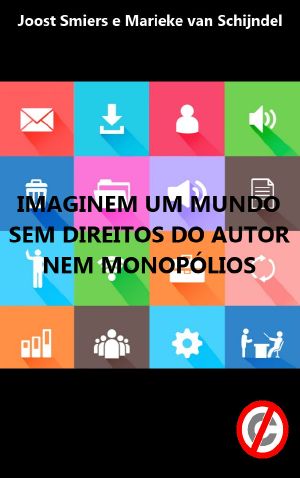 Joost Smiers e Marieke van Schijndel
IMAGINEM UM MUNDO
SEM DIREITOS DO AUTOR
NEM MONOPÓLIOS
C